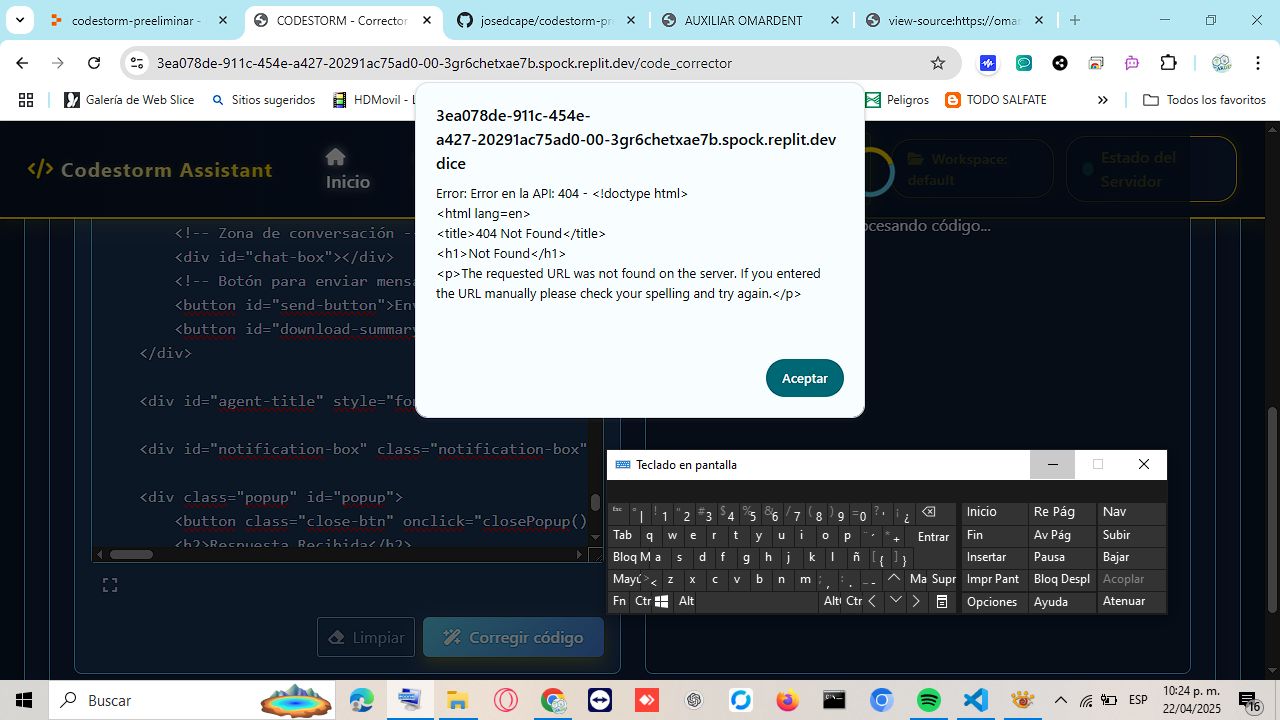 codestorm-preeliminar -
CODESTORM - Corrector
josedcape/codestorm-pr
AUXILIAR OMARDENT
view-source:https://omar
3ea078de-911c-454e-a427-20291ac75ad0-00-3gr6chetxae7b.spock.replit.dev/code_corrector
Galería de Web Slice
Sitios sugeridos
HDMovil - L
Peligros
TODO SALFATE
»
Todos los favoritos
</> Codestorm Assistant
Inicio
Workspace:
default
Estado del
Servidor
3ea078de-911c-454e-
a427-20291ac75ad0-00-3gr6chetxae7b.spock.replit.dev
dice
Error: Error en la API: 404 - <!doctype html>
<html lang=en>
<title>404 Not Found</title>
<h1>Not Found</h1>
<p>The requested URL was not found on the server. If you entered
the URL manually please check your spelling and try again.</p>
Aceptar
ocesando código...
<!-- Zona de conversación -
<div id="chat-box"></div>
<!-- Botón para enviar mensa
<button id="send-button">Env
<button id="download-summary
</div>
<div id="agent-title" style="fo
<div id="notification-box" class="notification-box"
<div class="popup" id="popup">
<button class="close-btn" onclick="closePopup()
<h2>Respuesta Recibida</h2>
Limpiar
Corregir código
Teclado en pantalla
Esc ° | ! 1 " 2 # 3 $ 4 % 5 & 6 / 7 ( 8 ) 9 = 0 ? ' ¡ ¿
Inicio Re Pág Nav
Tab q w e r t y u i o p ¨ ´ * + Entrar
Fin Av Pág Subir
Bloq M a s d f g h j k l ñ [ { ] }
Insertar Pausa Bajar
Mayú > < z x c v b n m ; , : . _ - Ma Supr
Impr Pant Bloq Despl Acoplar
Fn Ctr Alt Alt Ctr
Opciones Ayuda Atenuar
Buscar
ESP
10:24 p. m.
22/04/2025
16